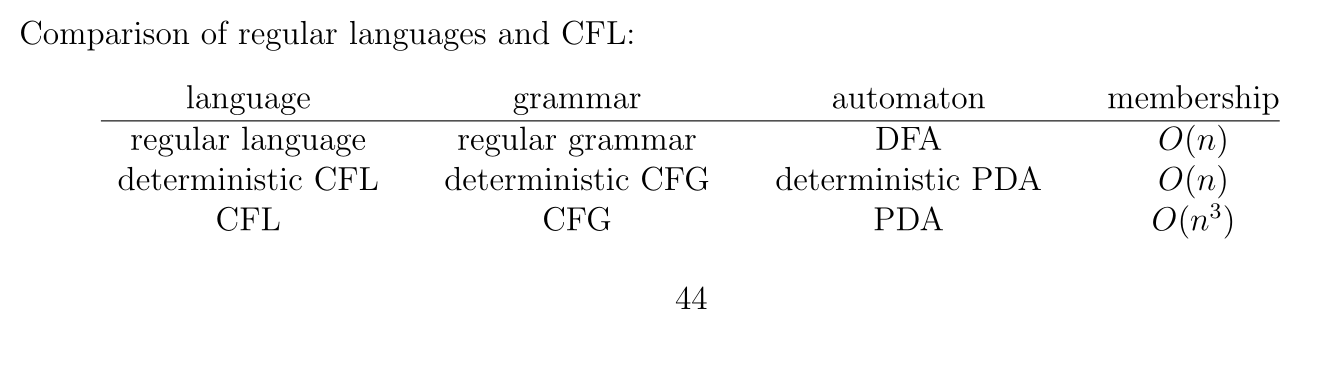 Comparison of regular languages and CFL:
language grammar automaton membership
regular language regular grammar DFA O(n)
deterministic CFL deterministic CFG deterministic PDA O(n)
CFL CFG PDA O(n³)
44